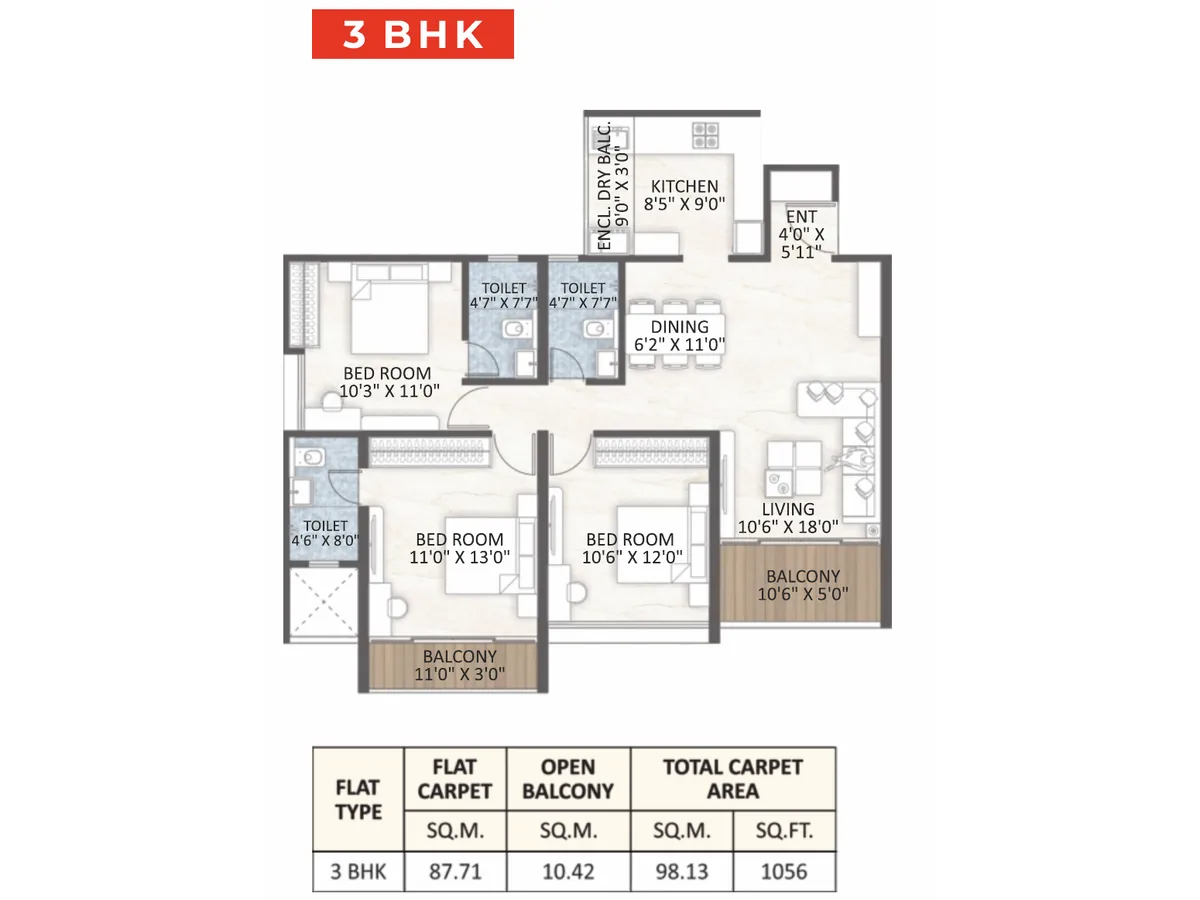 3 BHK
ENCL. DRY BALC.
9'0" X 3'0"
KITCHEN
8'5" X 9'0"
ENT
4'0" X
5'11"
TOILET
4'7" X 7'7"
TOILET
4'7" X 7'7"
DINING
6'2" X 11'0"
BED ROOM
10'3" X 11'0"
LIVING
10'6" X 18'0"
TOILET
4'6" X 8'0"
BED ROOM
11'0" X 13'0"
BED ROOM
10'6" X 12'0"
BALCONY
10'6" X 5'0"
BALCONY
11'0" X 3'0"
FLAT
TYPE
FLAT
CARPET
OPEN
BALCONY
TOTAL CARPET
AREA
SQ.M.
SQ.M.
SQ.M.
SQ.FT.
3 BHK
87.71
10.42
98.13
1056